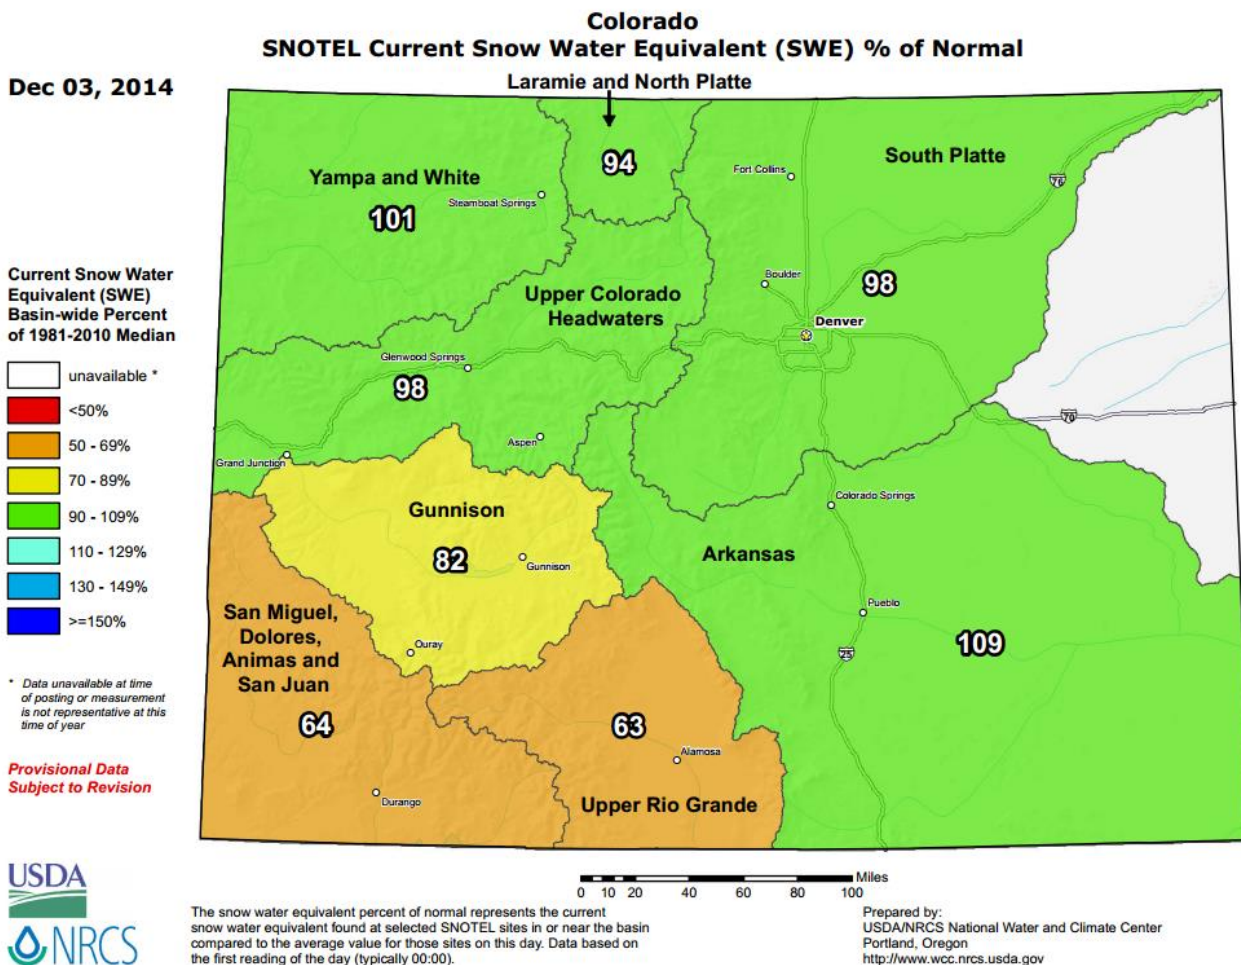 Colorado
SNOTEL Current Snow Water Equivalent (SWE) % of Normal
Dec 03, 2014
Laramie and North Platte
94
South Platte
Fort Collins
Yampa and White
Steamboat Springs
101
76
Current Snow Water
Equivalent (SWE)
Basin-wide Percent
of 1981-2010 Median
unavailable *
<50%
50 - 69%
70 - 89%
90 - 109%
110 - 129%
130 - 149%
>=150%
Boulder
98
Upper Colorado
Headwaters
Denver
Glenwood Springs
98
70
Aspen
Grand Junction
Colorado Springs
Gunnison
82
Gunnison
Arkansas
Pueblo
San Miguel,
Dolores,
Animas and
San Juan
64
Ouray
25
109
63
Alamosa
Durango
Upper Rio Grande
* Data unavailable at time
of posting or measurement
is not representative at this
time of year
Provisional Data
Subject to Revision
USDA
NRCS
Miles
0 10 20 40 60 80 100
The snow water equivalent percent of normal represents the current
snow water equivalent found at selected SNOTEL sites in or near the basin
compared to the average value for those sites on this day. Data based on
the first reading of the day (typically 00:00).
Prepared by:
USDA/NRCS National Water and Climate Center
Portland, Oregon
http://www.wcc.nrcs.usda.gov